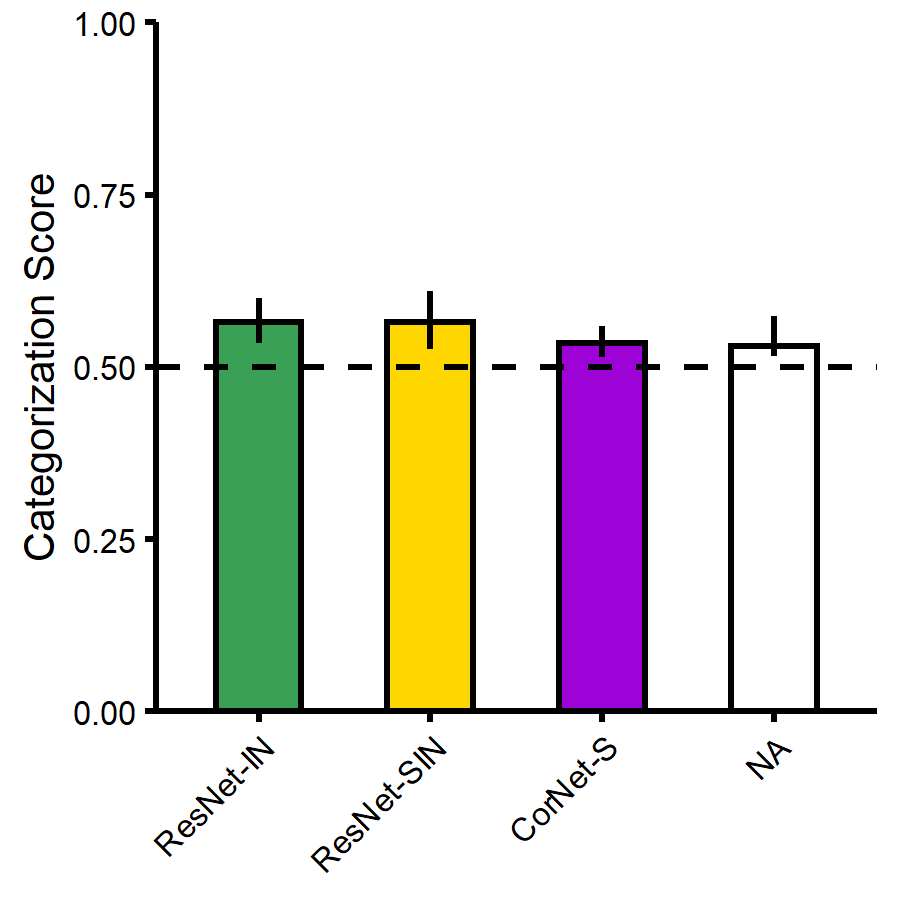 Categorization Score
1.00
0.75
0.50
0.25
0.00
ResNet-IN
ResNet-SIN
CorNet-S
NA